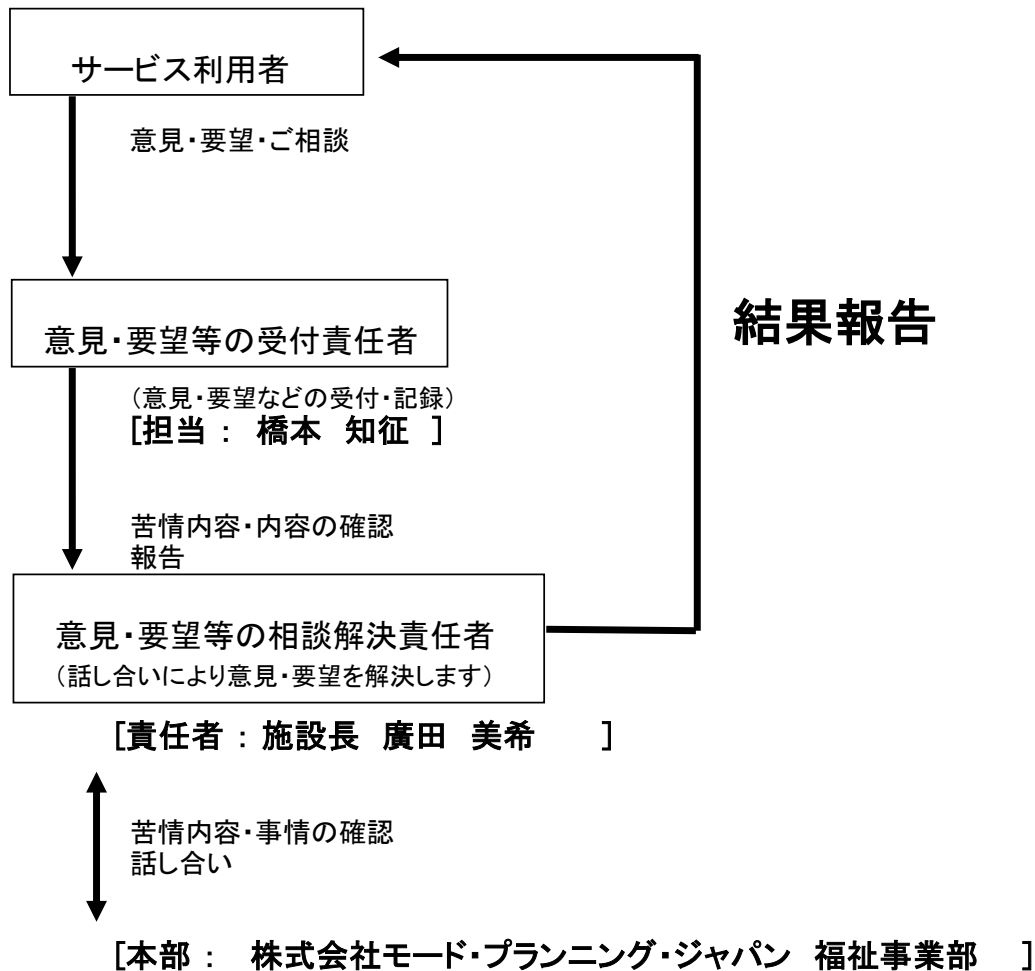 サービス利用者
意見・要望・ご相談
意見・要望等の受付責任者
（意見・要望などの受付・記録）
［担当 ： 橋本 知征 ］
結果報告
苦情内容・内容の確認
報告
意見・要望等の相談解決責任者
（話し合いにより意見・要望を解決します）
［責任者 ： 施設長 廣田 美希 ］
苦情内容・事情の確認
話し合い
［本部 ： 株式会社モード・プランニング・ジャパン 福祉事業部 ］